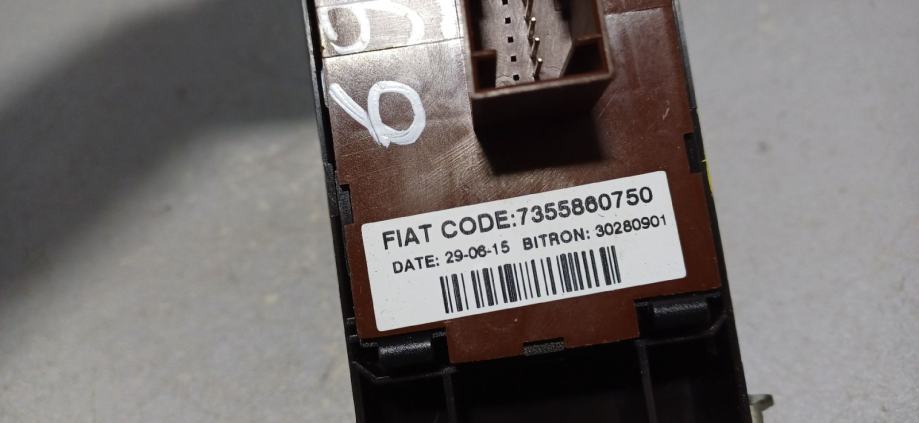 FIAT CODE:7355860750
DATE: 29-06-15 BITRON: 30280901